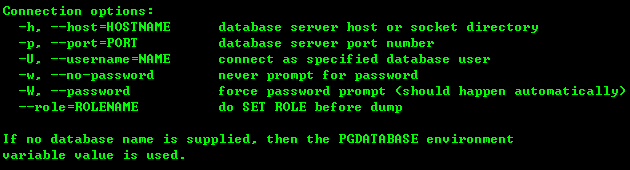 Connection options:
  -h, --host=HOSTNAME      database server host or socket directory
  -p, --port=PORT          database server port number
  -U, --username=NAME      connect as specified database user
  -w, --no-password        never prompt for password
  -W, --password           force password prompt (should happen automatically)
  --role=ROLENAME          do SET ROLE before dump

If no database name is supplied, then the PGDATABASE environment
variable value is used.